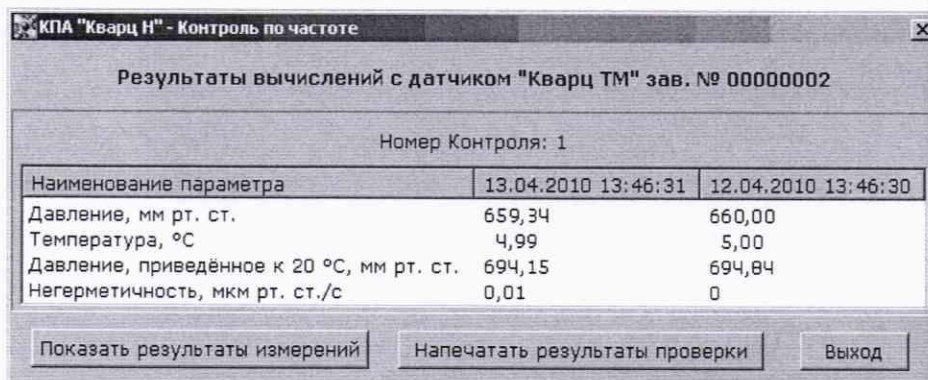 КПА "Кварц Н" - Контроль по частоте
Результаты вычислений с датчиком "Кварц ТМ" зав. № 00000002
Номер Контроля: 1
Наименование параметра 13.04.2010 13:46:31 12.04.2010 13:46:30
Давление, мм рт. ст. 659,34 660,00
Температура, °C 4,99 5,00
Давление, приведённое к 20 °C, мм рт. ст. 694,15 694,84
Негерметичность, мкм рт. ст./с 0,01 0
Показать результаты измерений Напечатать результаты проверки Выход